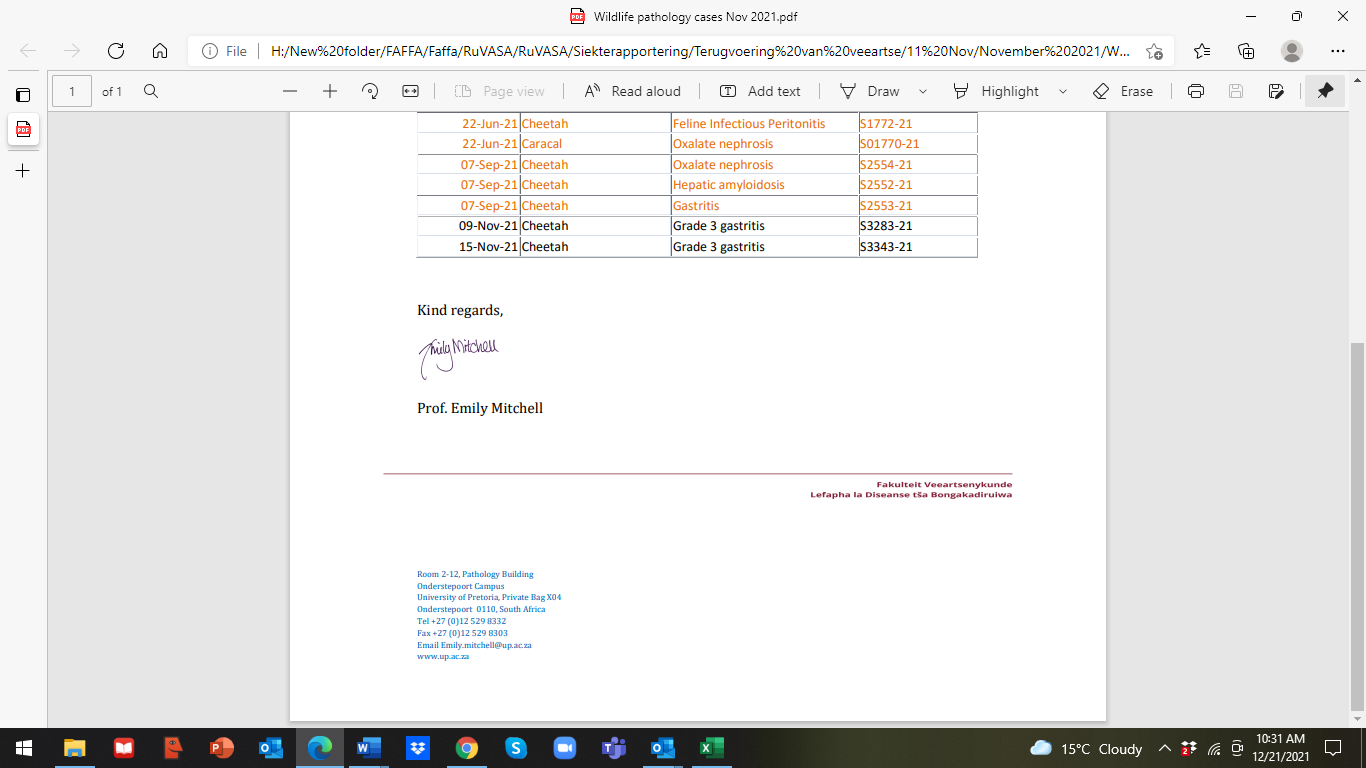 Wildlife pathology cases Nov 2021.pdf
File H:/New%20folder/FAFFA/Faffa/RuVASA/RuVASA/Siekterapportering/Terugvoering%20van%20veeartse/11%20Nov/November%202021/W...
1 of 1 Page view Read aloud Add text Draw Highlight Erase
22-Jun-21 Cheetah Feline Infectious Peritonitis S1772-21
22-Jun-21 Caracal Oxalate nephrosis S01770-21
07-Sep-21 Cheetah Oxalate nephrosis S2554-21
07-Sep-21 Cheetah Hepatic amyloidosis S2552-21
07-Sep-21 Cheetah Gastritis S2553-21
09-Nov-21 Cheetah Grade 3 gastritis S3283-21
15-Nov-21 Cheetah Grade 3 gastritis S3343-21
Kind regards,
Emily Mitchell
Prof. Emily Mitchell
Fakulteit Veeartsenykunde
Lefapha la Diseanse tša Bongakadiruiwa
Room 2-12, Pathology Building
Onderstepoort Campus
University of Pretoria, Private Bag X04
Onderstepoort 0110, South Africa
Tel +27 (0)12 529 8332
Fax +27 (0)12 529 8303
Email Emily.mitchell@up.ac.za
www.up.ac.za
15°C Cloudy
10:31 AM
12/21/2021